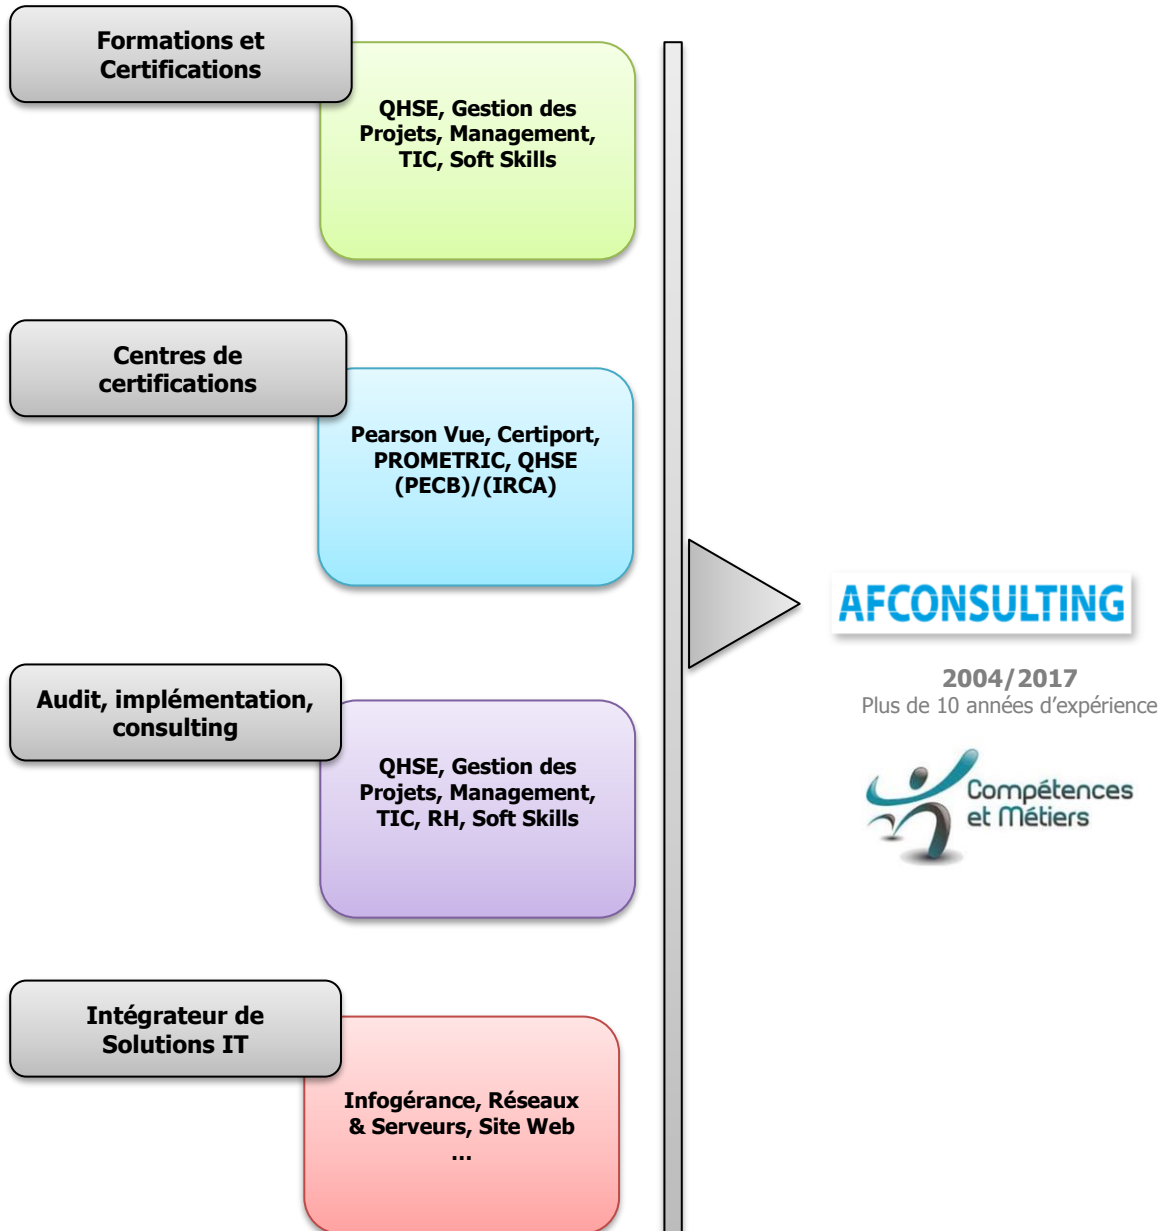 Formations et
Certifications
QHSE, Gestion des
Projets, Management,
TIC, Soft Skills
Centres de
certifications
Pearson Vue, Certiport,
PROMETRIC, QHSE
(PECB)/(IRCA)
Audit, implémentation,
consulting
QHSE, Gestion des
Projets, Management,
TIC, RH, Soft Skills
Intégrateur de
Solutions IT
Infogérance, Réseaux
& Serveurs, Site Web
...
AFCONSULTING
2004/2017
Plus de 10 années d’expérience
Compétences
et Métiers